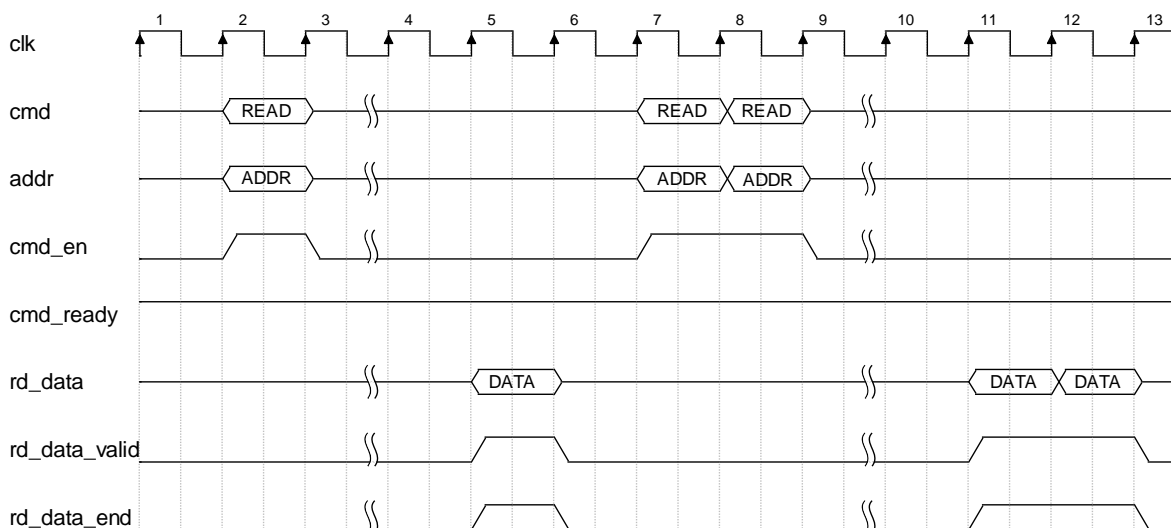 1 2 3 4 5 6 7 8 9 10 11 12 13
clk
cmd READ READ READ
addr ADDR ADDR ADDR
cmd_en
cmd_ready
rd_data DATA DATA DATA
rd_data_valid
rd_data_end